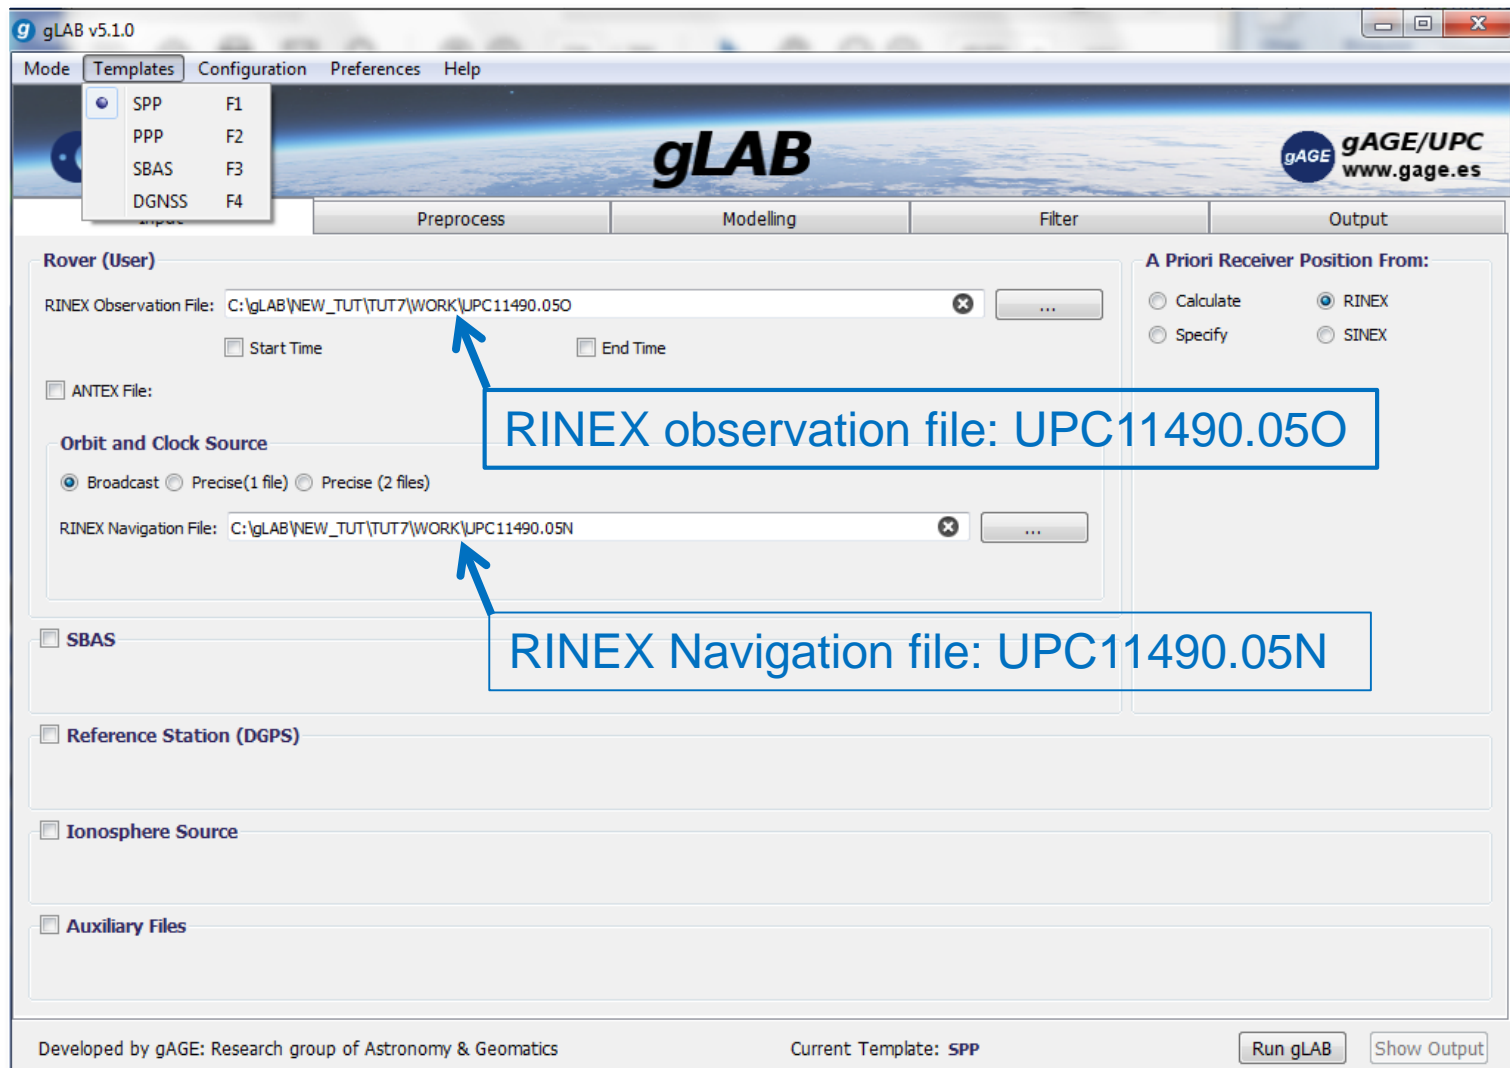 g gLAB v5.1.0
Mode Templates Configuration Preferences Help
SPP F1
PPP F2
SBAS F3
DGNSS F4
gLAB
gAGE gAGE/UPC
www.gage.es
Input Preprocess Modelling Filter Output
Rover (User)
RINEX Observation File: C:\gLAB\NEW_TUT\TUT7\WORK\UPC11490.05O ...
Start Time End Time
ANTEX File:
RINEX observation file: UPC11490.05O
Orbit and Clock Source
Broadcast Precise(1 file) Precise (2 files)
RINEX Navigation File: C:\gLAB\NEW_TUT\TUT7\WORK\UPC11490.05N ...
RINEX Navigation file: UPC11490.05N
A Priori Receiver Position From:
Calculate RINEX
Specify SINEX
SBAS
Reference Station (DGPS)
Ionosphere Source
Auxiliary Files
Developed by gAGE: Research group of Astronomy & Geomatics Current Template: SPP Run gLAB Show Output